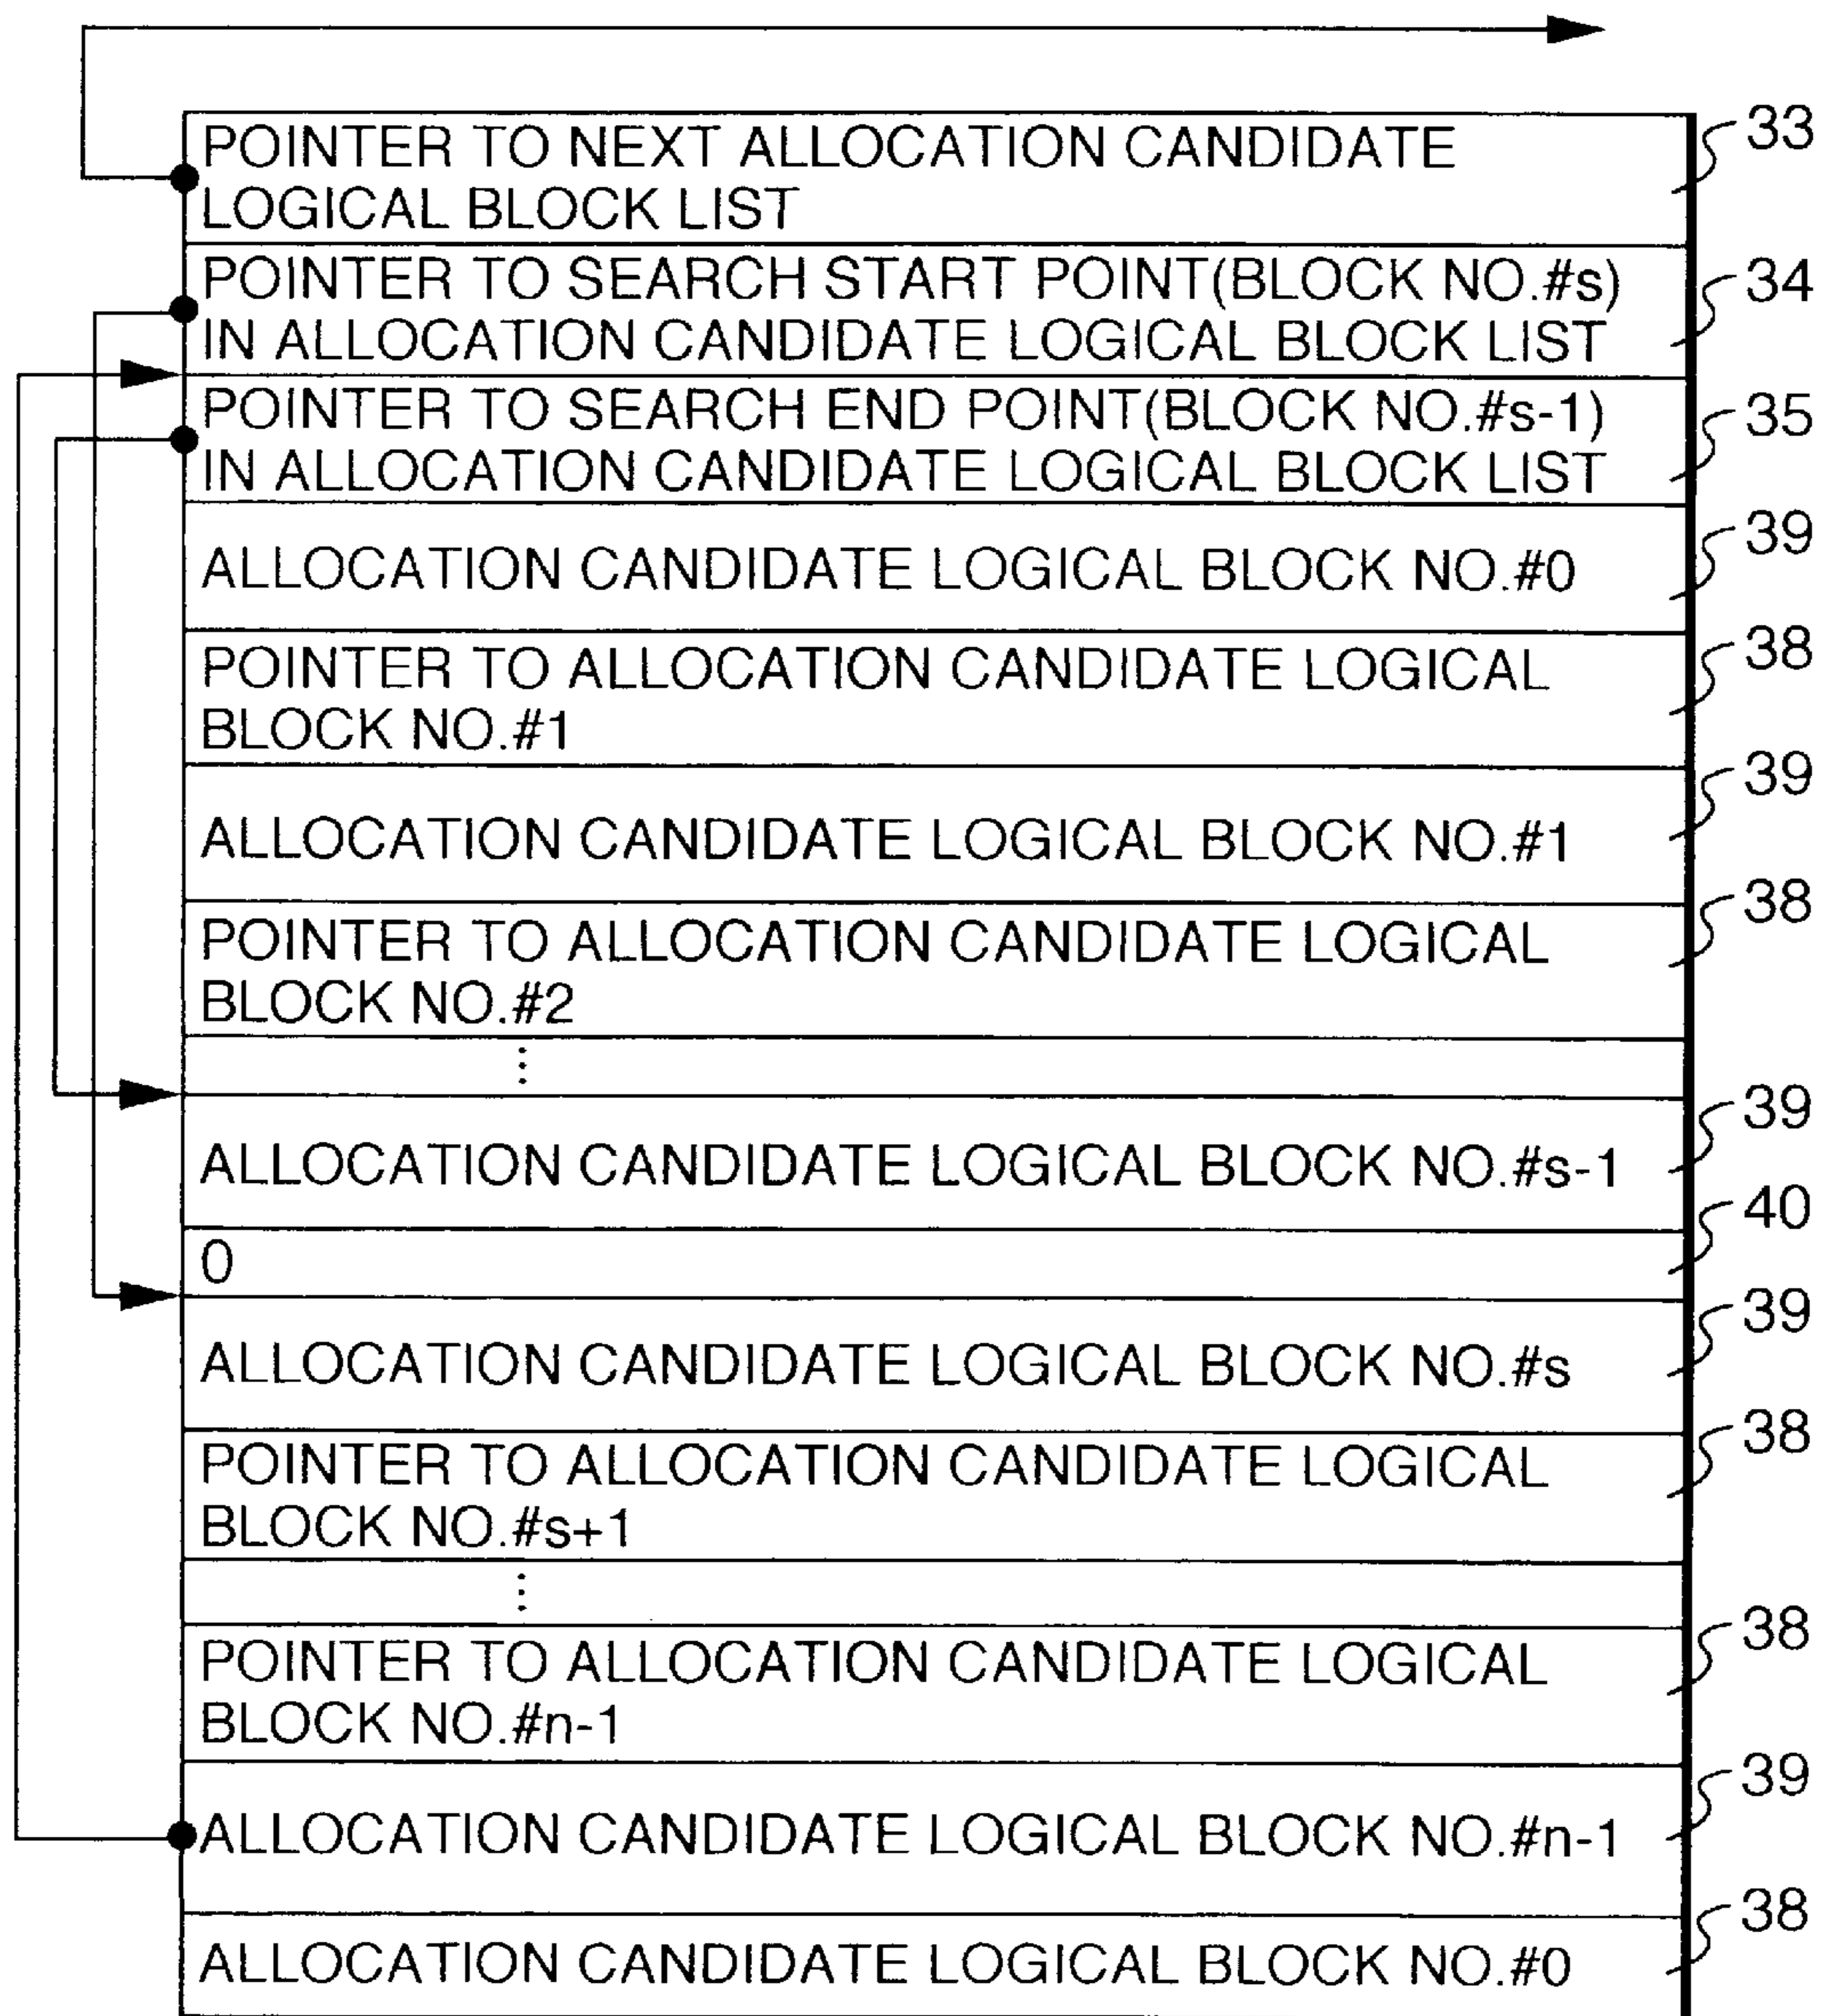 POINTER TO NEXT ALLOCATION CANDIDATE
LOGICAL BLOCK LIST
33
POINTER TO SEARCH START POINT(BLOCK NO.#s)
IN ALLOCATION CANDIDATE LOGICAL BLOCK LIST
34
POINTER TO SEARCH END POINT(BLOCK NO.#s-1)
IN ALLOCATION CANDIDATE LOGICAL BLOCK LIST
35
ALLOCATION CANDIDATE LOGICAL BLOCK NO.#0
39
POINTER TO ALLOCATION CANDIDATE LOGICAL
BLOCK NO.#1
38
ALLOCATION CANDIDATE LOGICAL BLOCK NO.#1
39
POINTER TO ALLOCATION CANDIDATE LOGICAL
BLOCK NO.#2
38
⋮
ALLOCATION CANDIDATE LOGICAL BLOCK NO.#s-1
39
0
40
ALLOCATION CANDIDATE LOGICAL BLOCK NO.#s
39
POINTER TO ALLOCATION CANDIDATE LOGICAL
BLOCK NO.#s+1
38
⋮
POINTER TO ALLOCATION CANDIDATE LOGICAL
BLOCK NO.#n-1
38
ALLOCATION CANDIDATE LOGICAL BLOCK NO.#n-1
39
ALLOCATION CANDIDATE LOGICAL BLOCK NO.#0
38